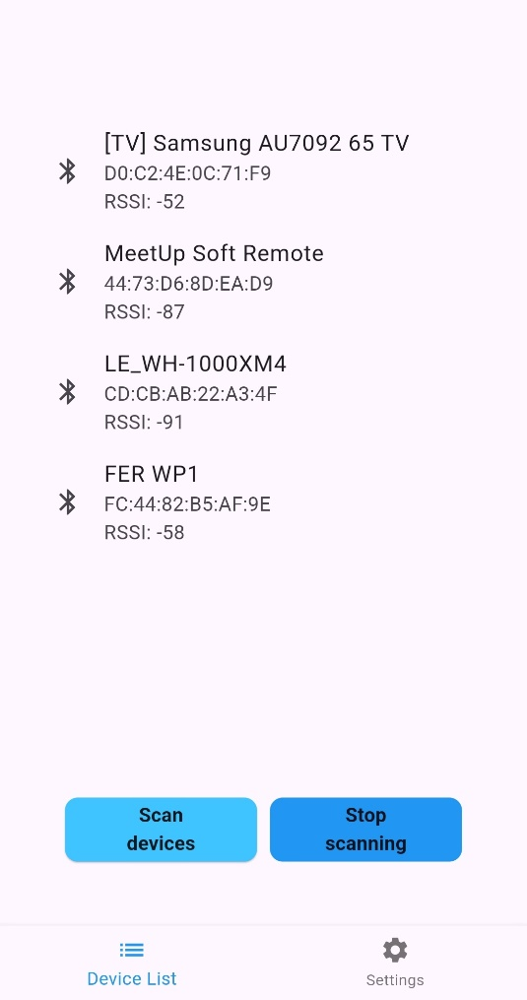 [TV] Samsung AU7092 65 TV
D0:C2:4E:0C:71:F9
RSSI: -52
MeetUp Soft Remote
44:73:D6:8D:EA:D9
RSSI: -87
LE_WH-1000XM4
CD:CB:AB:22:A3:4F
RSSI: -91
FER WP1
FC:44:82:B5:AF:9E
RSSI: -58
Scan
devices
Stop
scanning
Device List
Settings